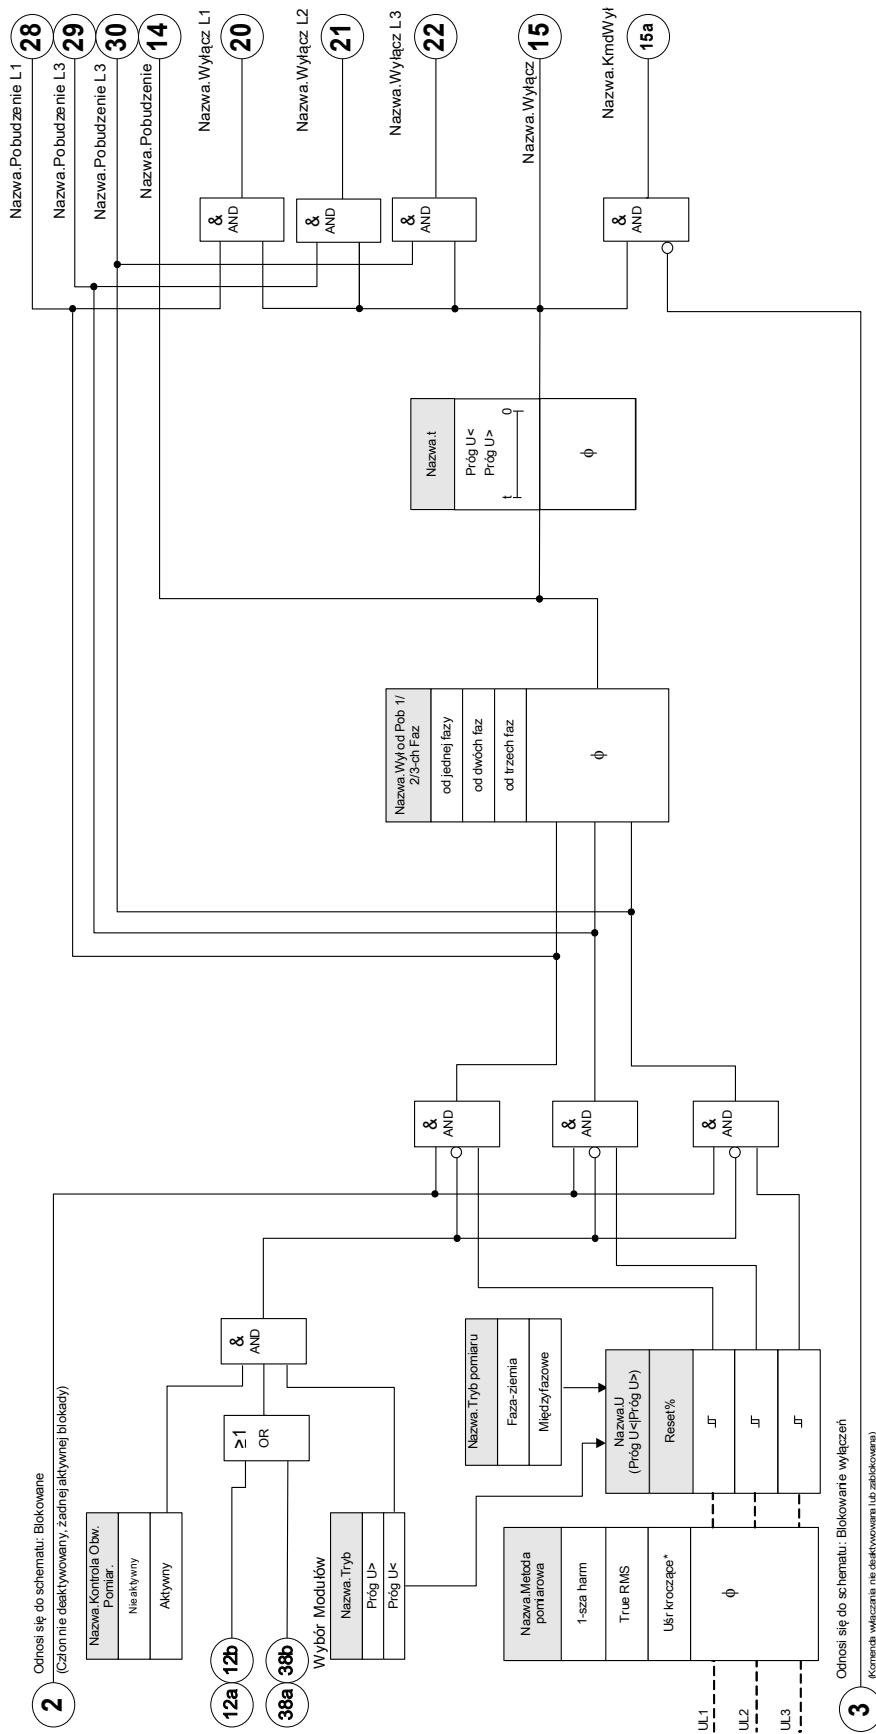 2
Odnosi się do schematu: Blokowane
(Człon nie deaktywowany, żadnej aktywnej blokady)
Nazwa.Kontrola Obw.
Pomiar.
Nieaktywny
Aktywny
12a
12b
38a
38b
≥1
OR
&
AND
Wybór Modułów
Nazwa.Tryb
Próg U>
Próg U<
Nazwa.Tryb pomiaru
Faza-ziemia
Międzyfazowe
Nazwa.Metoda
pomiarowa
1-sza harm
True RMS
Uśr kroczące*
ϕ
Nazwa.U
(Próg U<|Próg U>)
Reset%
UL1
UL2
UL3
&
AND
&
AND
&
AND
Nazwa.Wył od Pob 1/
2/3-ch Faz
od jednej fazy
od dwóch faz
od trzech faz
ϕ
Nazwa.t
Próg U<
Próg U>
t
0
ϕ
&
AND
&
AND
&
AND
&
AND
Nazwa.Pobudzenie L1
28
Nazwa.Pobudzenie L3
29
Nazwa.Pobudzenie L3
30
Nazwa.Pobudzenie
14
Nazwa.Wyłącz L1
20
Nazwa.Wyłącz L2
21
Nazwa.Wyłącz L3
22
Nazwa.Wyłącz
15
Nazwa.KmdWył
15a
3
Odnosi się do schematu: Blokowanie wyłączeń
(Komenda włączania nie deaktywowana lub zablokowana)